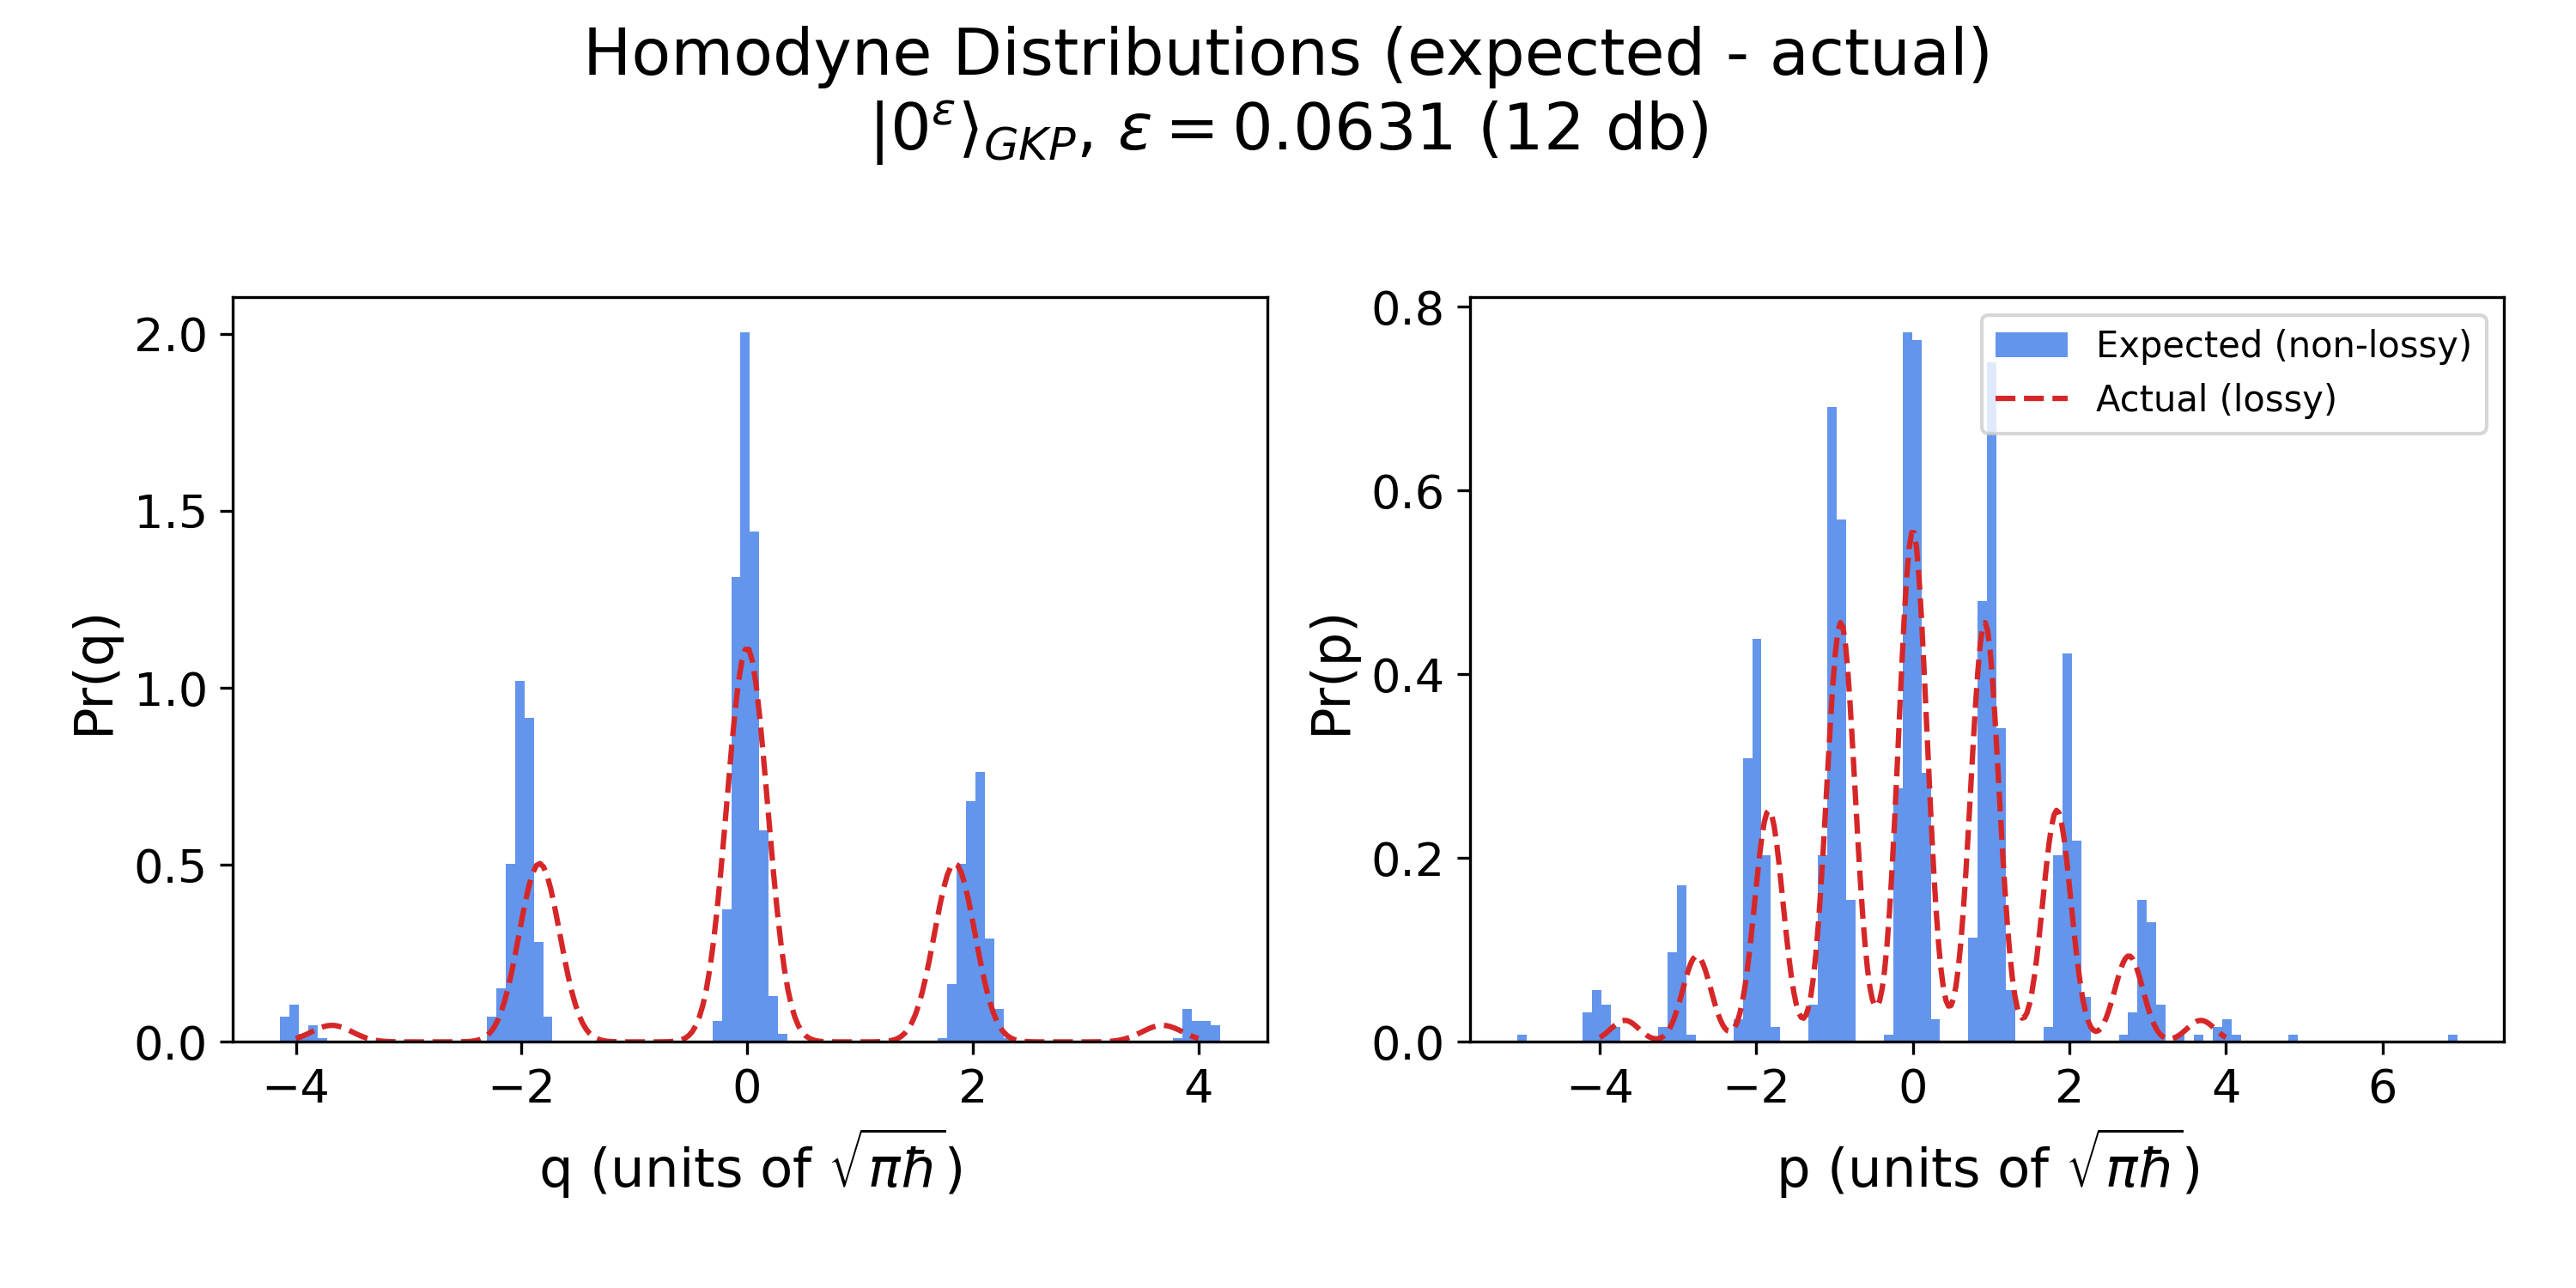 Homodyne Distributions (expected - actual)
|0^ε⟩_GKP, ε = 0.0631 (12 db)
Pr(q)
2.0
1.5
1.0
0.5
0.0
−4 −2 0 2 4
q (units of √πħ)
Pr(p)
0.8
0.6
0.4
0.2
0.0
−4 −2 0 2 4 6
p (units of √πħ)
Expected (non-lossy)
Actual (lossy)